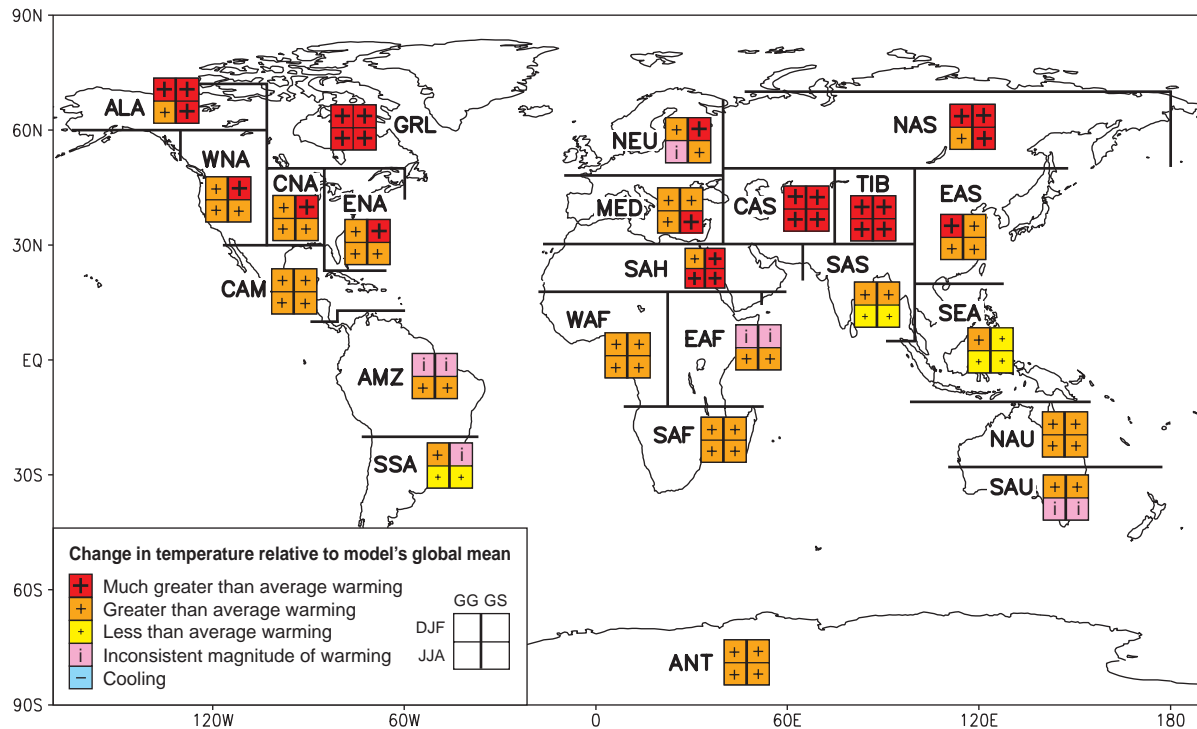 90N
60N
30N
EQ
30S
60S
90S
120W
60W
0
60E
120E
180
ALA
GRL
WNA
CNA
ENA
CAM
AMZ
SSA
NEU
NAS
MED
CAS
TIB
EAS
SAH
SAS
SEA
WAF
EAF
SAF
NAU
SAU
ANT
Change in temperature relative to model's global mean
Much greater than average warming
Greater than average warming
Less than average warming
i Inconsistent magnitude of warming
Cooling
GG GS
DJF
JJA